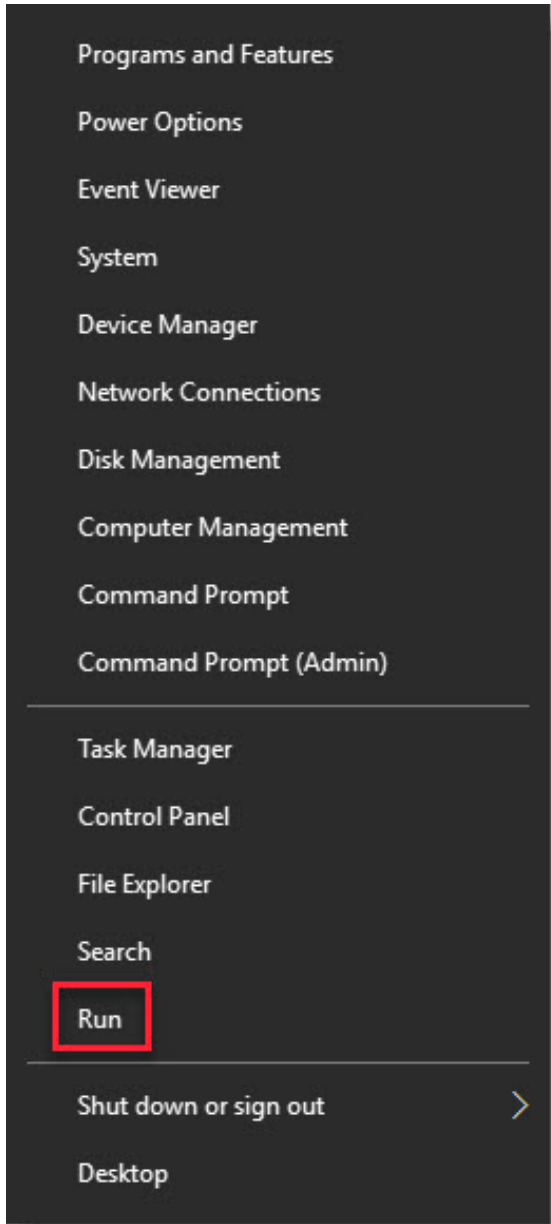 Programs and Features
Power Options
Event Viewer
System
Device Manager
Network Connections
Disk Management
Computer Management
Command Prompt
Command Prompt (Admin)
Task Manager
Control Panel
File Explorer
Search
Run
Shut down or sign out
Desktop